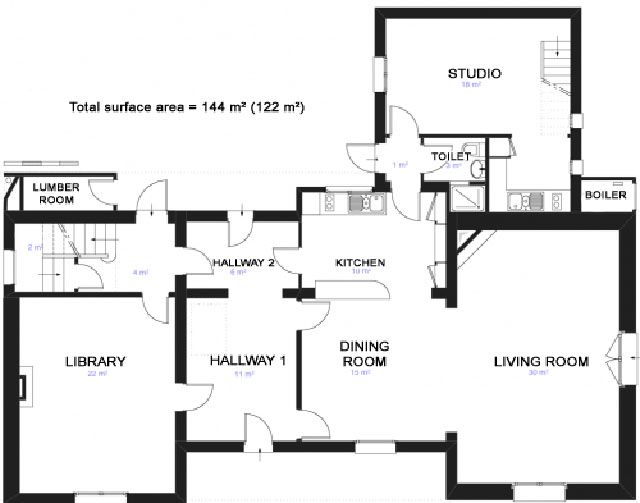 STUDIO
18 m²
Total surface area = 144 m² (122 m²)
TOILET
1 m²
3 m²
LUMBER
ROOM
BOILER
2 m²
4 m²
HALLWAY 2
6 m²
KITCHEN
10 m²
LIBRARY
22 m²
HALLWAY 1
11 m²
DINING
ROOM
13 m²
LIVING ROOM
30 m²